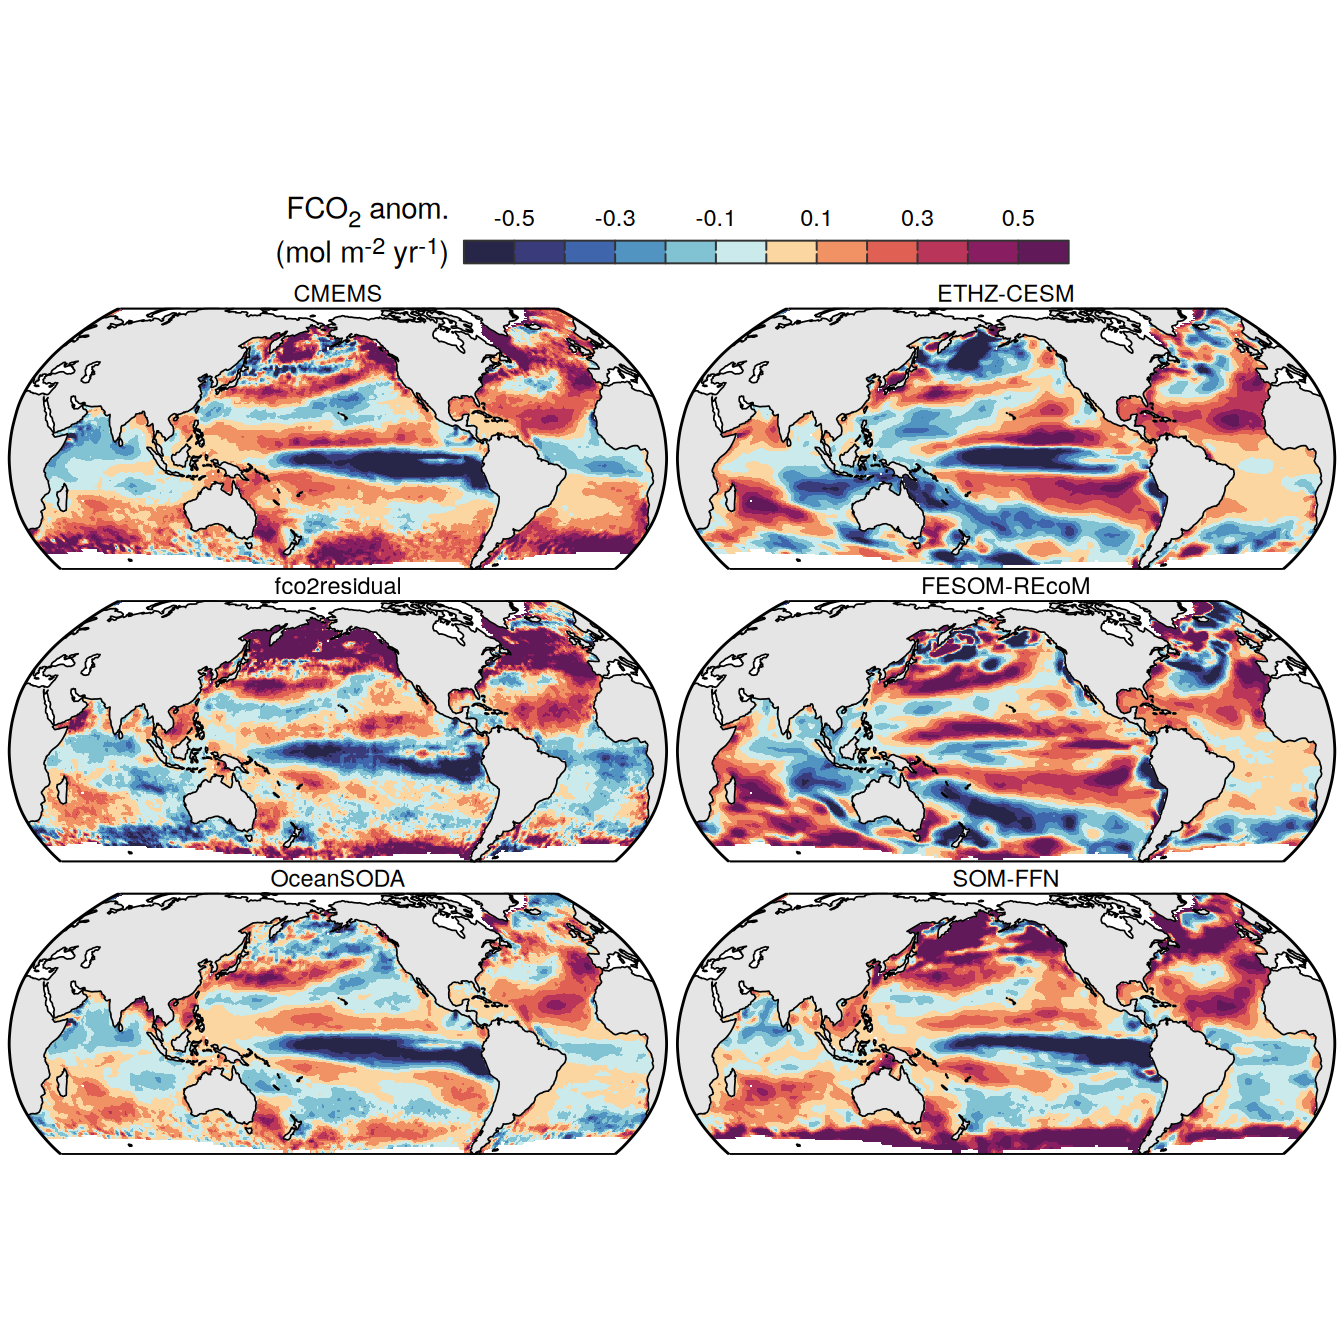 FCO₂ anom.
(mol m⁻² yr⁻¹)
-0.5 -0.3 -0.1 0.1 0.3 0.5
CMEMS ETHZ-CESM
fco2residual FESOM-REcoM
OceanSODA SOM-FFN